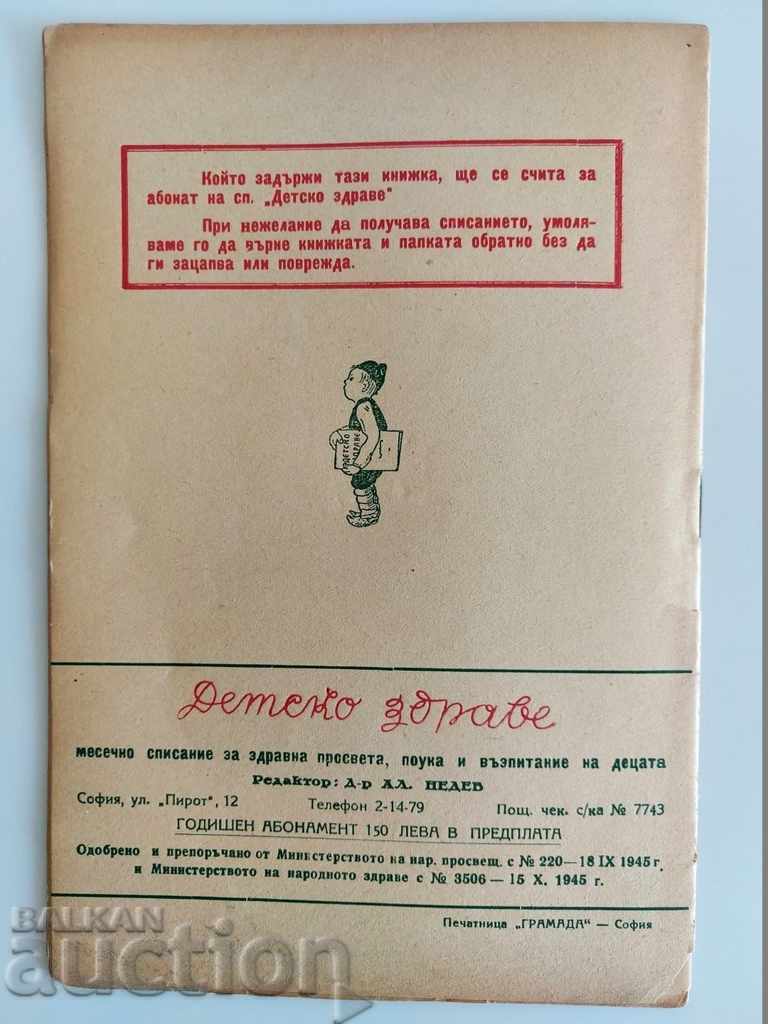 Който задържи тази книжка, ще се счита за
абонат на сп. „Детско здраве"
При нежелание да получава списанието, умоля-
ваме го да върне книжката и папката обратно без да
ги зацапва или поврежда.
ДЕТСКО
ЗДРАВЕ
Детско здраве
месечно списание за здравна просвета, поука и възпитание на децата
Редактор: Д-р АЛ. НЕДЕВ
София, ул. „Пирот", 12 Телефон 2-14-79 Пощ. чек. с/ка № 7743
ГОДИШЕН АБОНАМЕНТ 150 ЛЕВА В ПРЕДПЛАТА
Одобрено и препоръчано от Министерството на нар. просвещ. с № 220—18 IX 1945 г.
и Министерството на народното здраве с № 3506 — 15 X. 1945 г.
Печатница „ГРАМАДА" — София
BALKAN
auction